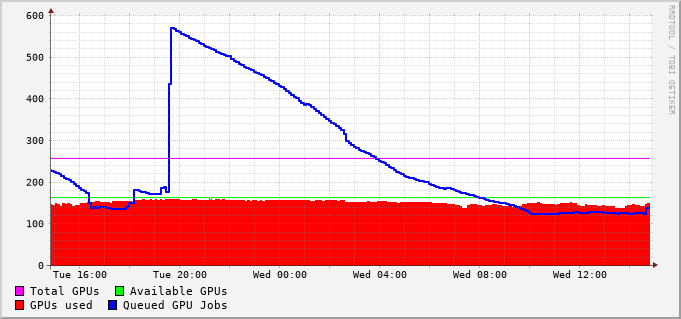 600
500
400
300
200
100
0
Tue 16:00 Tue 20:00 Wed 00:00 Wed 04:00 Wed 08:00 Wed 12:00
Total GPUs Available GPUs
GPUs used Queued GPU Jobs
RRDTOOL / TOBI OETIKER